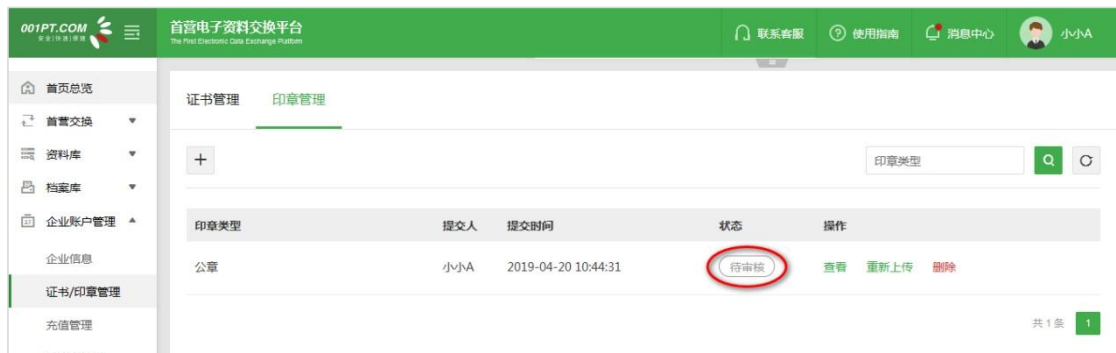 001PT.COM
安全|快速|便捷
首营电子资料交换平台
The First Electronic Data Exchange Platform
联系客服
使用指南
消息中心
小小A
首页总览
首营交换
资料库
档案库
企业账户管理
企业信息
证书/印章管理
充值管理
证书管理 印章管理
+
印章类型
印章类型 提交人 提交时间 状态 操作
公章 小小A 2019-04-20 10:44:31 待审核 查看 重新上传 删除
共 1 条 1